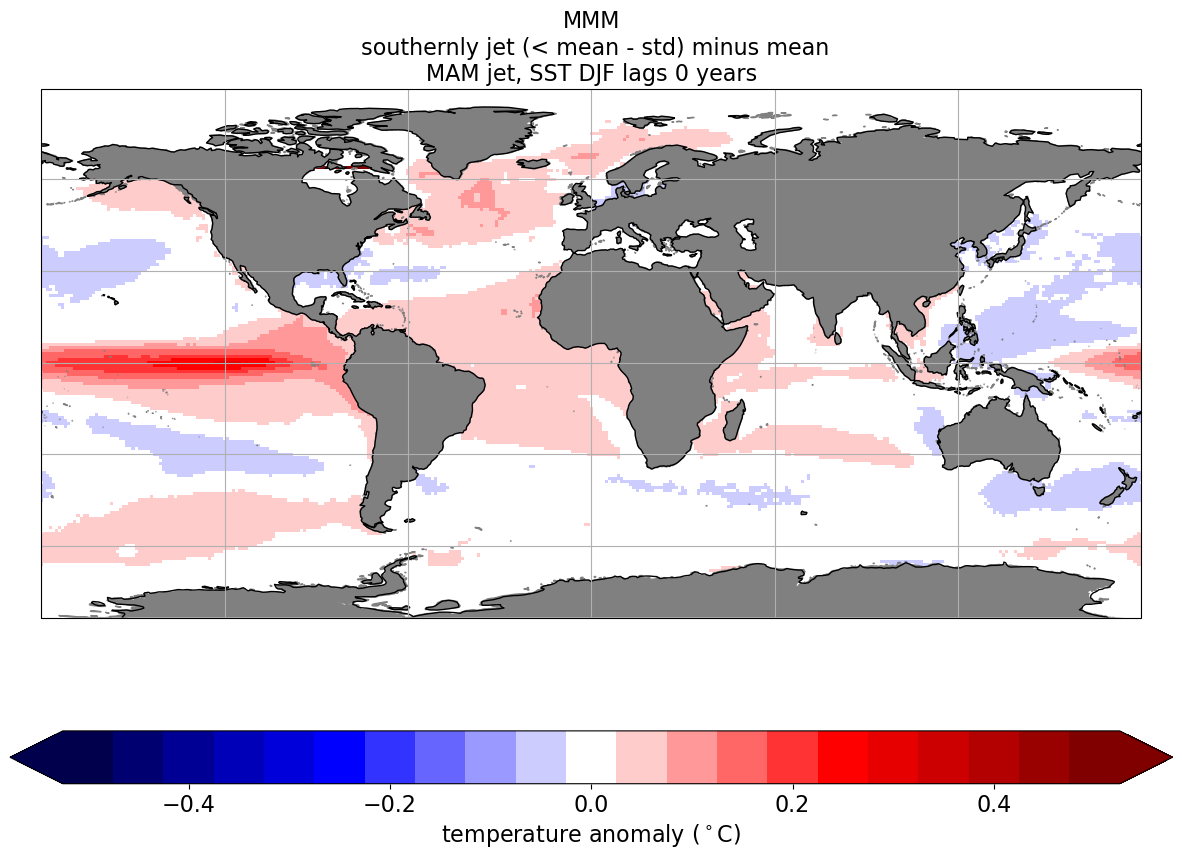 MMM
southernly jet (< mean - std) minus mean
MAM jet, SST DJF lags 0 years
−0.4 −0.2 0.0 0.2 0.4
temperature anomaly (°C)